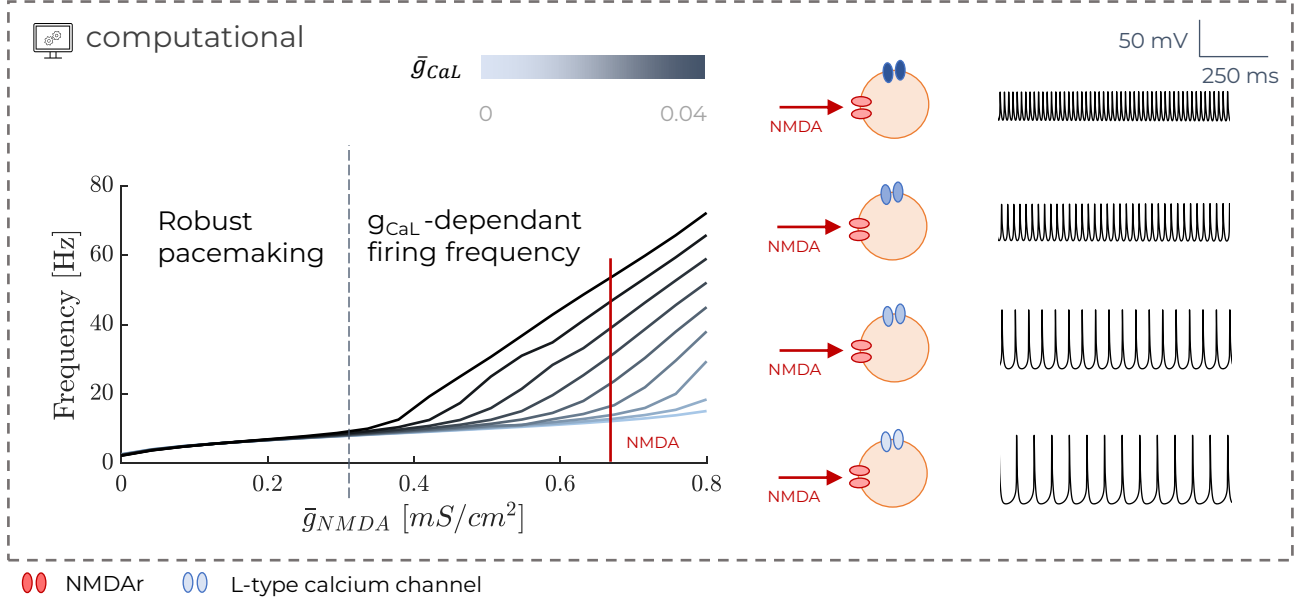 computational
50 mV
250 ms
ḡCaL
0
0.04
Robust
pacemaking
gCaL-dependant
firing frequency
Frequency [Hz]
80
60
40
20
0
0
0.2
0.4
0.6
0.8
ḡNMDA [mS/cm²]
NMDA
NMDA
NMDA
NMDA
NMDA
NMDAr
L-type calcium channel